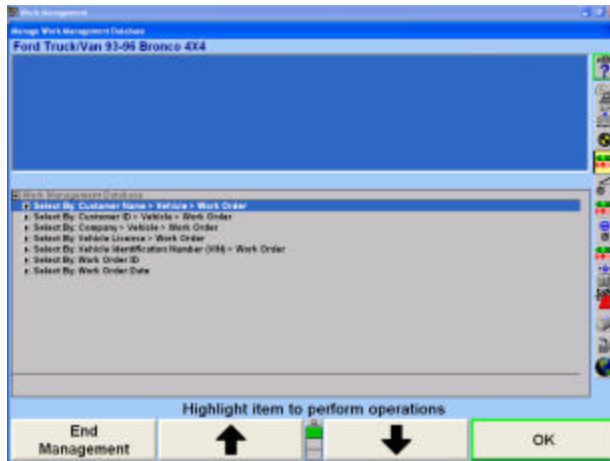 Work Management
Manage Work Management Database
Ford Truck/Van 93-96 Bronco 4X4
Work Management Database
Select By: Customer Name > Vehicle > Work Order
Select By: Customer ID > Vehicle > Work Order
Select By: Company > Vehicle > Work Order
Select By: Vehicle License > Work Order
Select By: Vehicle Identification Number (VIN) > Work Order
Select By: Work Order ID
Select By: Work Order Date
Highlight item to perform operations
End
Management
OK